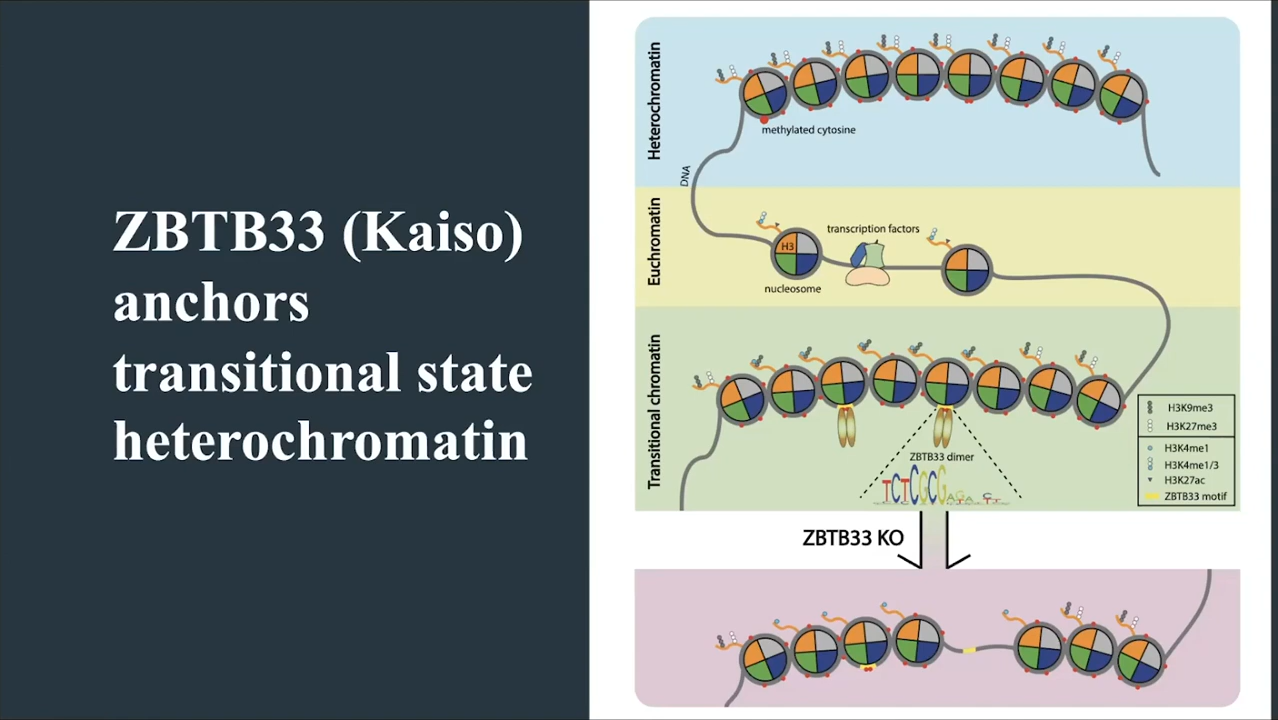 ZBTB33 (Kaiso)
anchors
transitional state
heterochromatin
Heterochromatin
methylated cytosine
DNA
Euchromatin
H3
transcription factors
nucleosome
Transitional chromatin
ZBTB33 dimer
TCTCGCG
H3K9me3
H3K27me3
H3K4me1
H3K4me1/3
H3K27ac
ZBTB33 motif
ZBTB33 KO